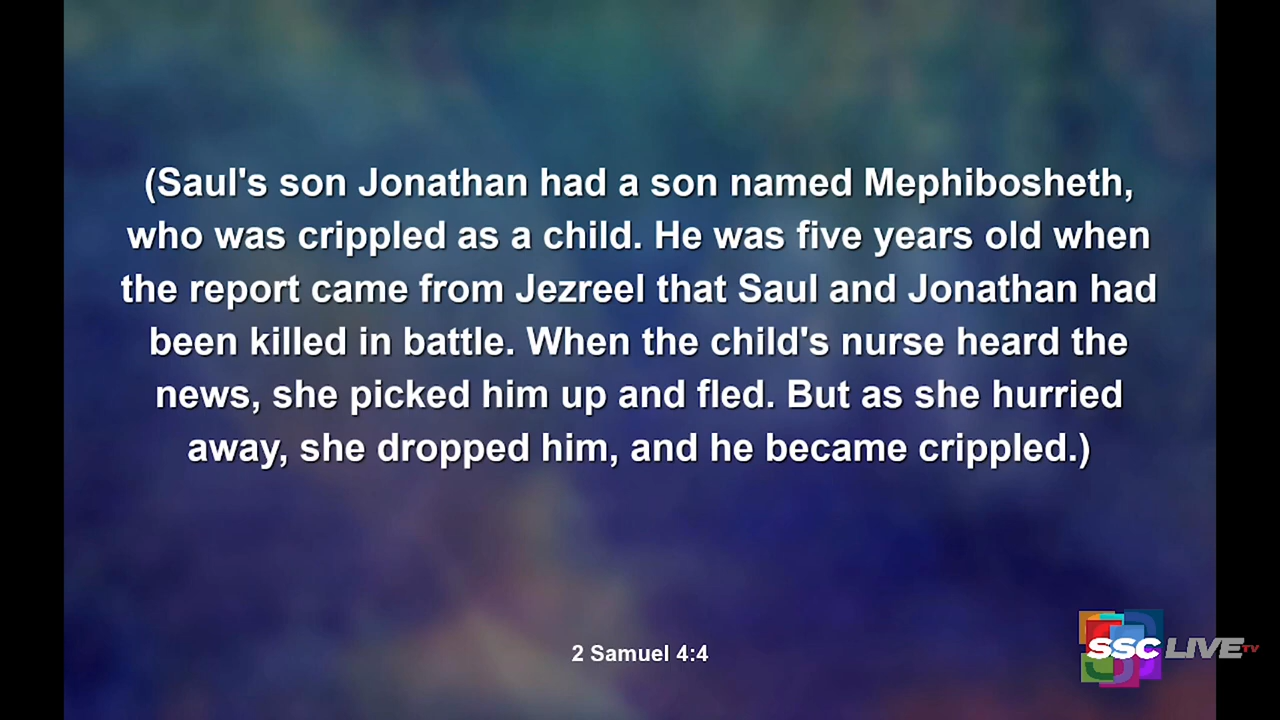 (Saul's son Jonathan had a son named Mephibosheth,
who was crippled as a child. He was five years old when
the report came from Jezreel that Saul and Jonathan had
been killed in battle. When the child's nurse heard the
news, she picked him up and fled. But as she hurried
away, she dropped him, and he became crippled.)
2 Samuel 4:4
SSC LIVE TV